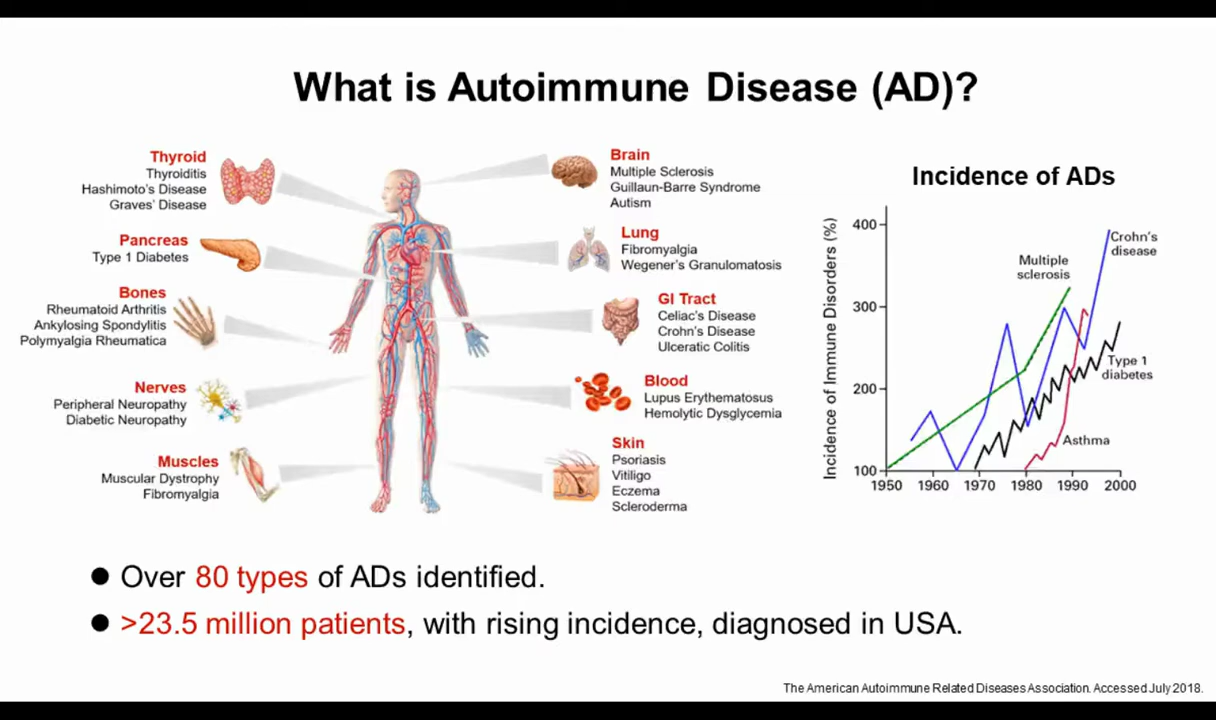 What is Autoimmune Disease (AD)?
Thyroid
Thyroiditis
Hashimoto's Disease
Graves' Disease
Pancreas
Type 1 Diabetes
Bones
Rheumatoid Arthritis
Ankylosing Spondylitis
Polymyalgia Rheumatica
Nerves
Peripheral Neuropathy
Diabetic Neuropathy
Muscles
Muscular Dystrophy
Fibromyalgia
Brain
Multiple Sclerosis
Guillaun-Barre Syndrome
Autism
Lung
Fibromyalgia
Wegener's Granulomatosis
GI Tract
Celiac's Disease
Crohn's Disease
Ulceratic Colitis
Blood
Lupus Erythematosus
Hemolytic Dysglycemia
Skin
Psoriasis
Vitiligo
Eczema
Scleroderma
Incidence of ADs
Incidence of Immune Disorders (%)
400
300
200
100
1950 1960 1970 1980 1990 2000
Multiple
sclerosis
Crohn's
disease
Type 1
diabetes
Asthma
● Over 80 types of ADs identified.
● >23.5 million patients, with rising incidence, diagnosed in USA.
The American Autoimmune Related Diseases Association. Accessed July 2018.